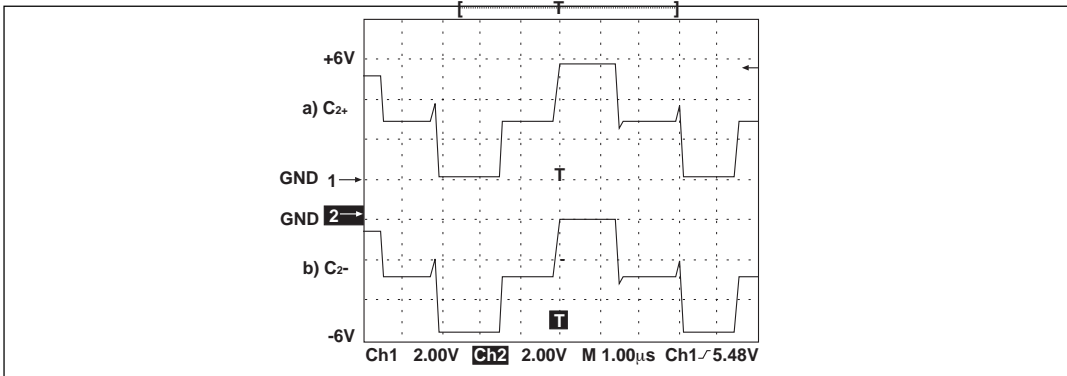 [ T ]
+6V
a) C2+
T
GND 1→
GND 2→
b) C2-
T
-6V
Ch1 2.00V Ch2 2.00V M 1.00µs Ch1 5.48V